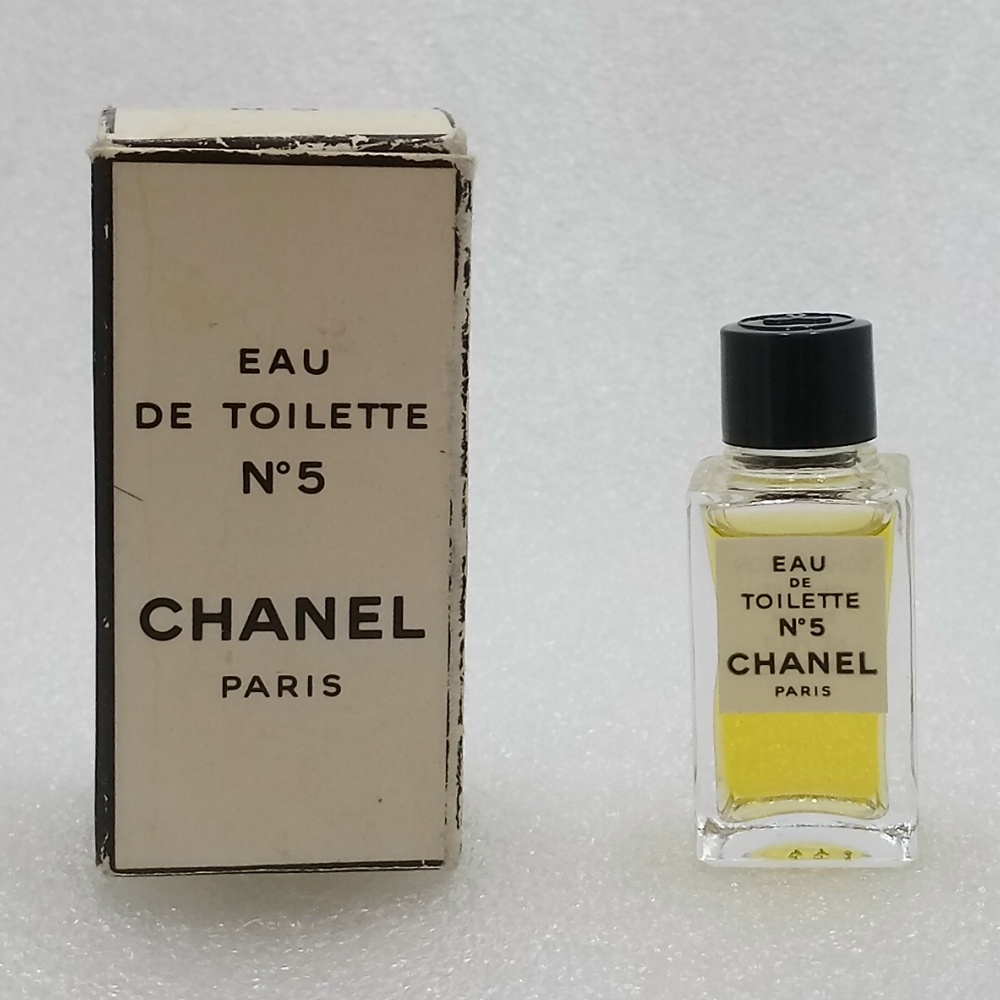 EAU
DE TOILETTE
N°5
CHANEL
PARIS
EAU
DE
TOILETTE
N°5
CHANEL
PARIS